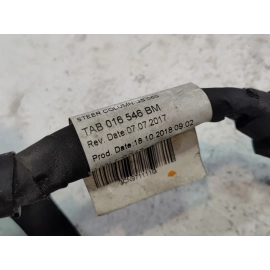 STEER COLUMN
TAB 016 546 BM
Rev. Date:07.07.2017
Prod. Date:18.10.2018 09:02